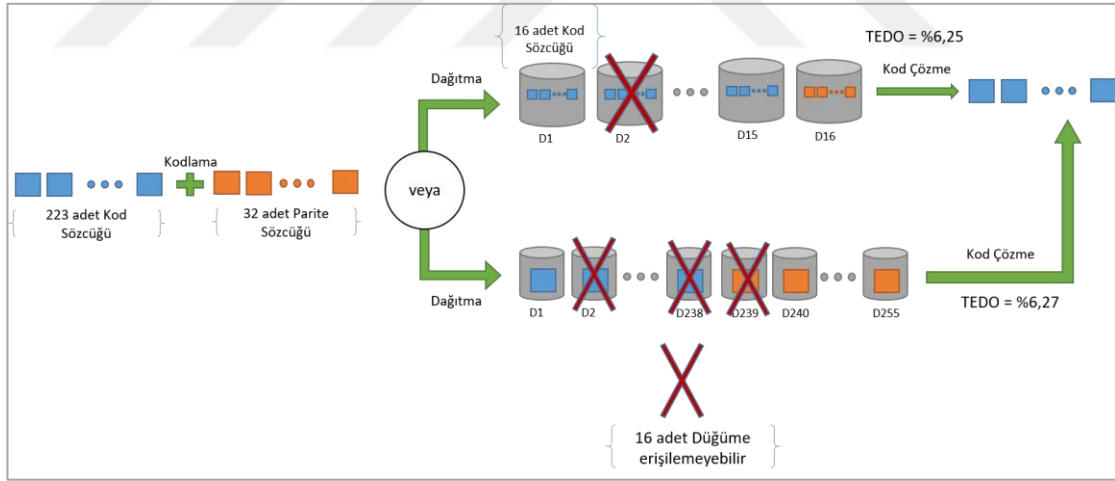 16 adet Kod
Sözcüğü
TEDO = %6,25
Dağıtma
Kod Çözme
D1
D2
D15
D16
Kodlama
veya
223 adet Kod
Sözcüğü
32 adet Parite
Sözcüğü
Dağıtma
Kod Çözme
D1
D2
D238
D239
D240
D255
TEDO = %6,27
16 adet Düğüme
erişilemeyebilir